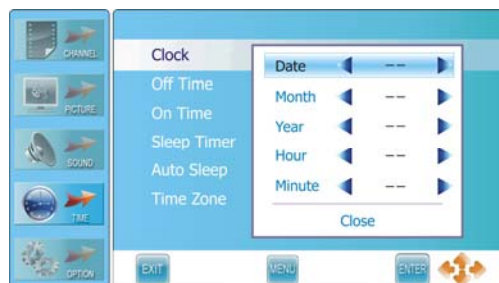 CHANNEL
PICTURE
SOUND
TIME
OPTION
Clock
Off Time
On Time
Sleep Timer
Auto Sleep
Time Zone
Date --
Month --
Year --
Hour --
Minute --
Close
EXIT
MENU
ENTER